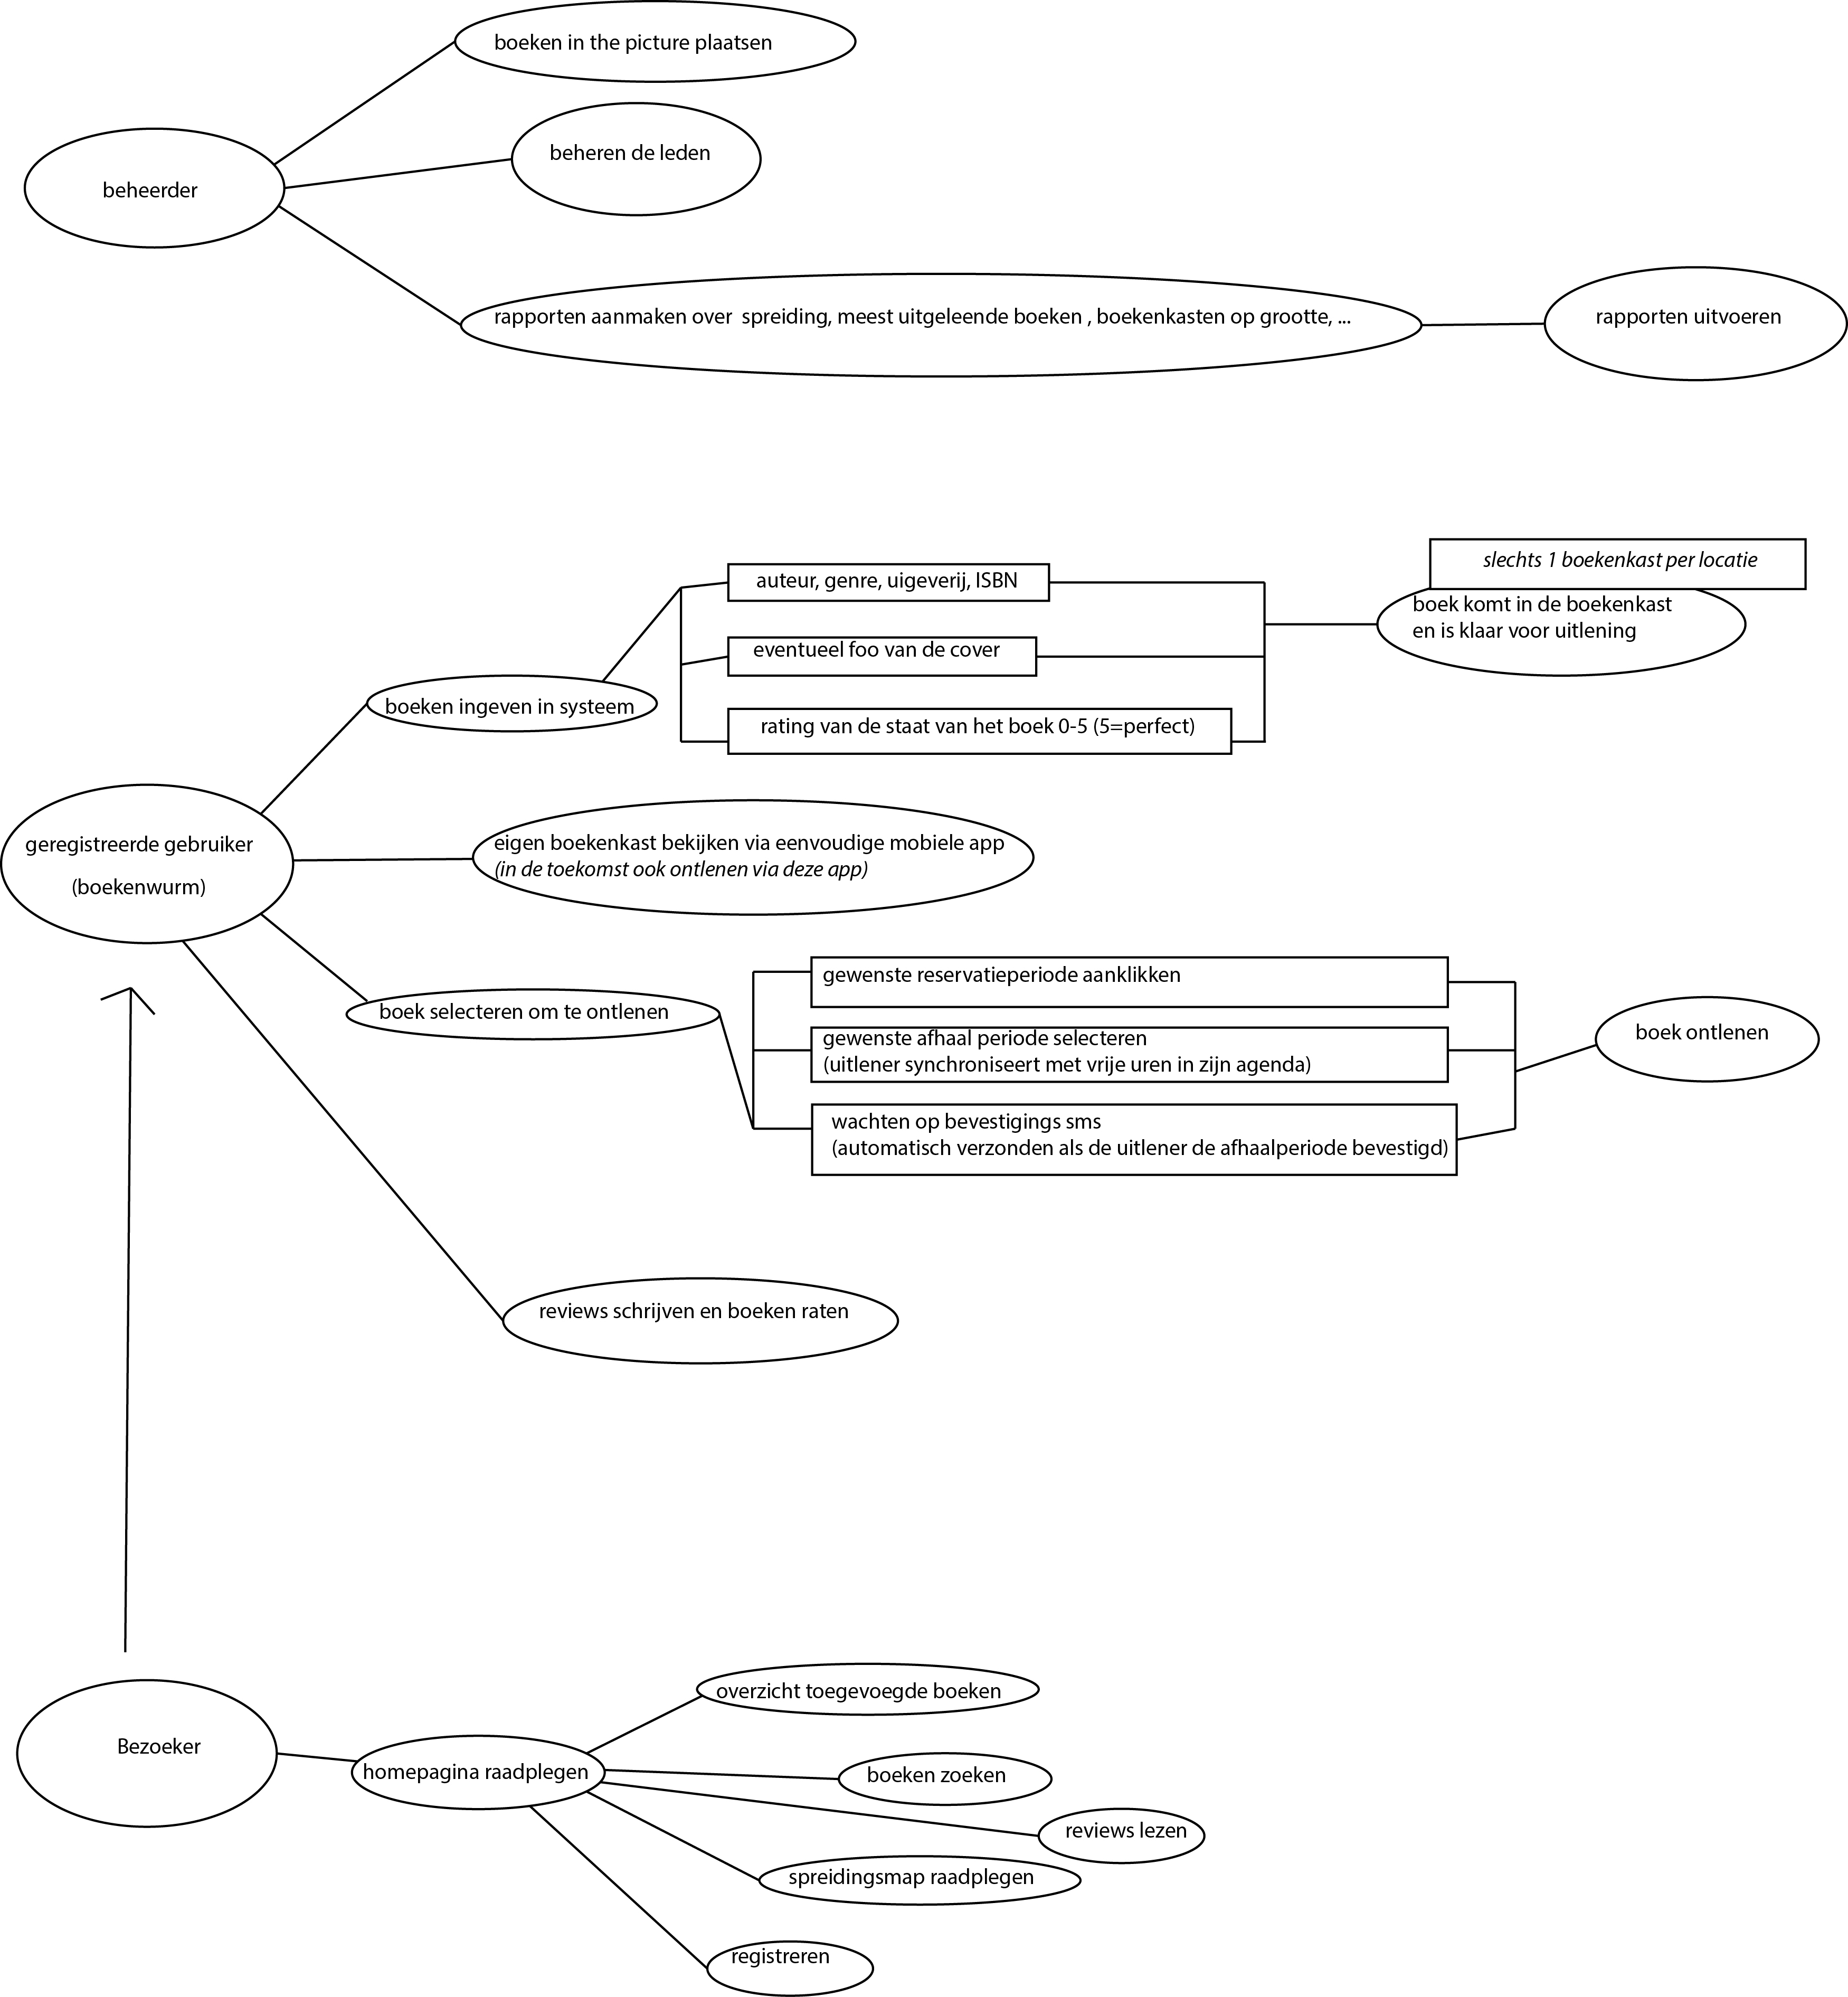 boeken in the picture plaatsen
beheren de leden
beheerder
rapporten aanmaken over  spreiding, meest uitgeleende boeken , boekenkasten op grootte, ...
rapporten uitvoeren
slechts 1 boekenkast per locatie
auteur, genre, uigeverij, ISBN
boek komt in de boekenkast
en is klaar voor uitlening
eventueel foo van de cover
boeken ingeven in systeem
rating van de staat van het boek 0-5 (5=perfect)
geregistreerde gebruiker
(boekenwurm)
eigen boekenkast bekijken via eenvoudige mobiele app
(in de toekomst ook ontlenen via deze app)
boek selecteren om te ontlenen
gewenste reservatieperiode aanklikken
gewenste afhaal periode selecteren
(uitlener synchroniseert met vrije uren in zijn agenda)
wachten op bevestigings sms
(automatisch verzonden als de uitlener de afhaalperiode bevestigd)
boek ontlenen
reviews schrijven en boeken raten
Bezoeker
homepagina raadplegen
overzicht toegevoegde boeken
boeken zoeken
reviews lezen
spreidingsmap raadplegen
registreren